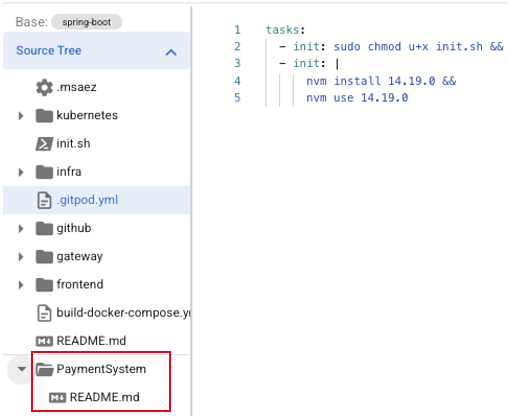 Base: spring-boot
Source Tree
.msaez
kubernetes
init.sh
infra
.gitpod.yml
github
gateway
frontend
build-docker-compose.y
README.md
PaymentSystem
README.md
1 tasks:
2 - init: sudo chmod u+x init.sh &&
3 - init: |
4 nvm install 14.19.0 &&
5 nvm use 14.19.0